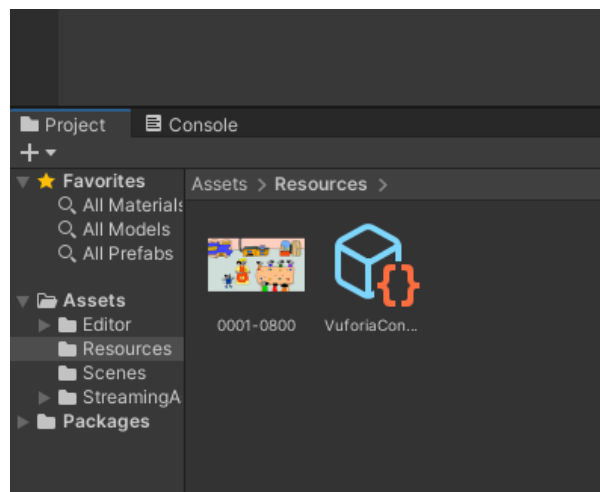 Project Console
Favorites
All Materials
All Models
All Prefabs
Assets
Editor
Resources
Scenes
StreamingA
Packages
Assets > Resources >
0001-0800
VuforiaCon...